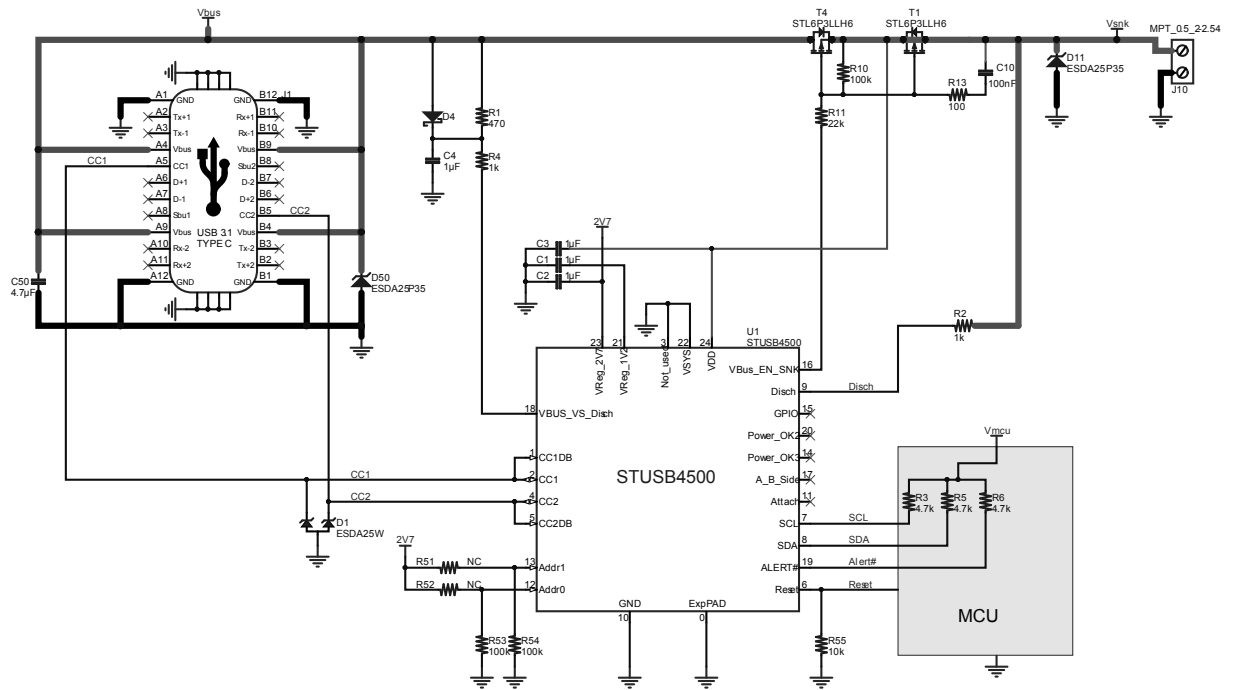 Vbus
T4
STL6P3LLH6
T1
STL6P3LLH6
Vsnk
MPT_0.5_2-2.54
J10
D11
ESDA25P35
C10
100nF
R13
100
R10
100k
R11
22k
A1 GND GND B12 J1
A2 Tx+1 Rx+1 B11
A3 Tx-1 Rx-1 B10
A4 Vbus Vbus B9
A5 CC1 Sbu2 B8
A6 D+1 D-2 B7
A7 D-1 D+2 B6
A8 Sbu1 CC2 B5
A9 Vbus Vbus B4
A10 Rx-2 Tx-2 B3
A11 Rx+2 Tx+2 B2
A12 GND GND B1
USB 3.1
TYPE C
CC1
CC2
C50
4.7µF
D50
ESDA25P35
D4
C4
1µF
R1
470
R4
1k
2V7
C3 1µF
C1 1µF
C2 1µF
U1
STUSB4500
23 21 3 22 24
VReg_2V7
VReg_1V2
Not_used
VSYS
VDD
R2
1k
VBus_EN_SNK 16
Disch 9 Disch
GPIO 15
Power_OK2 20
Power_OK3 14
A_B_Side 17
Attach 11
SCL 7 SCL
SDA 8 SDA
ALERT# 19 Alert#
Reset 6 Reset
18 VBUS_VS_Disch
1 CC1DB
CC1 2 CC1
CC2 4 CC2
5 CC2DB
13 Addr1
12 Addr0
STUSB4500
GND
10
ExpPAD
0
D1
ESDA25W
2V7
R51 NC
R52 NC
R53
100k
R54
100k
R55
10k
Vmcu
R3
4.7k
R5
4.7k
R6
4.7k
MCU